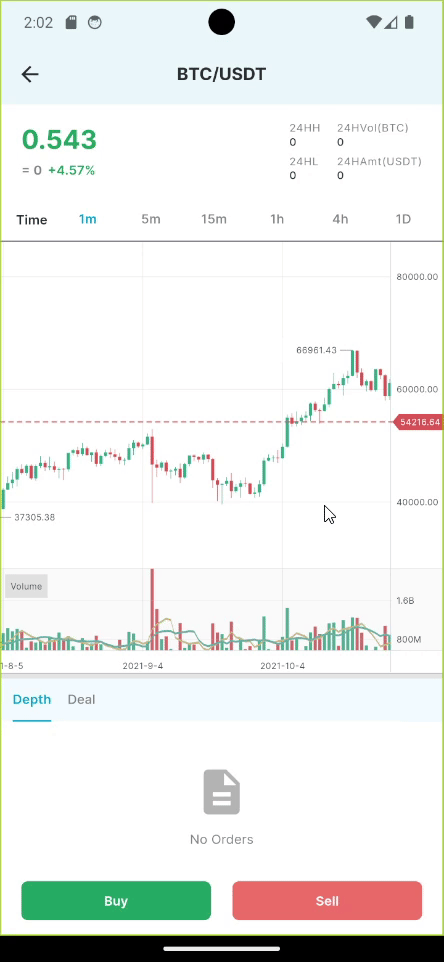 2:02
BTC/USDT
0.543
= 0 +4.57%
24HH 24HVol(BTC)
0 0
24HL 24HAmt(USDT)
0 0
Time 1m 5m 15m 1h 4h 1D
80000.00
66961.43
60000.00
54216.64
40000.00
37305.38
Volume
1.6B
800M
1-8-5 2021-9-4 2021-10-4
Depth Deal
No Orders
Buy Sell